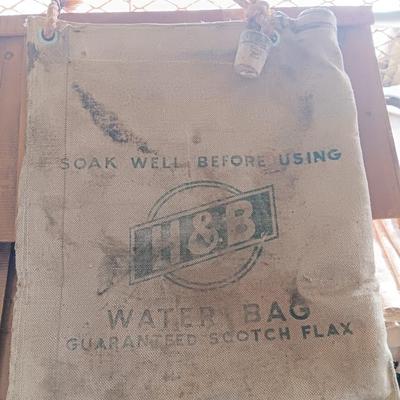 SOAK WELL BEFORE USING
H&B
WATER BAG
GUARANTEED SCOTCH FLAX